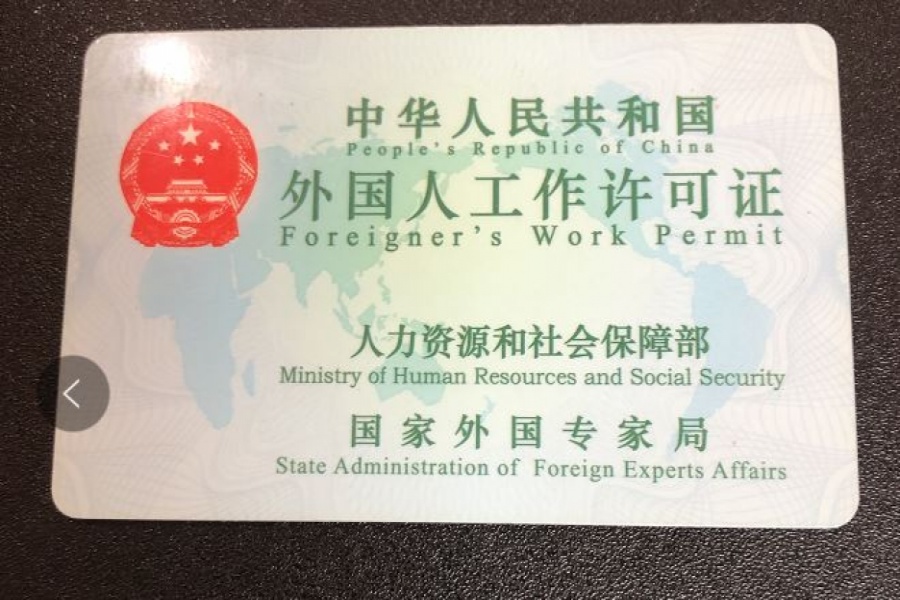 中华人民共和国
People's Republic of China
外国人工作许可证
Foreigner's Work Permit
人力资源和社会保障部
Ministry of Human Resources and Social Security
国家外国专家局
State Administration of Foreign Experts Affairs